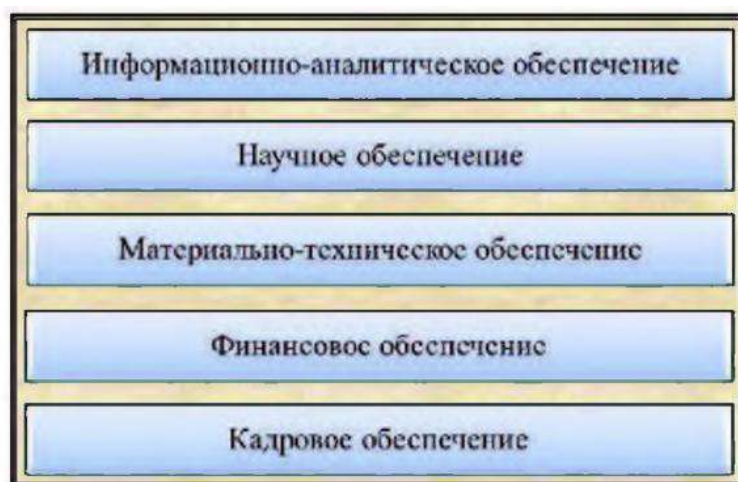 Информационно-аналитическое обеспечение
Научное обеспечение
Материально-техническое обеспечение
Финансовое обеспечение
Кадровое обеспечение